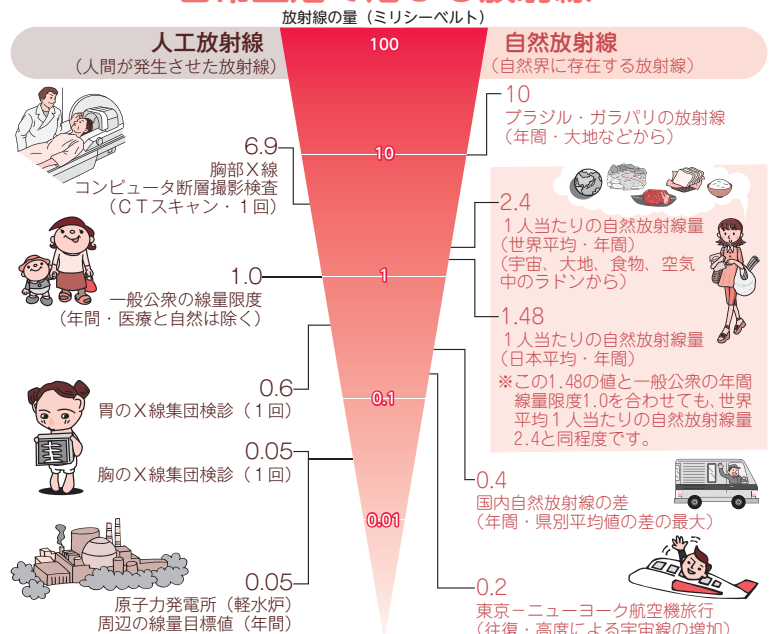 放射線の量（ミリシーベルト）
人工放射線
（人間が発生させた放射線）
自然放射線
（自然界に存在する放射線）
100
10
ブラジル・ガラパリの放射線
（年間・大地などから）
6.9
胸部X線
コンピュータ断層撮影検査
（CTスキャン・1回）
10
2.4
1人当たりの自然放射線量
（世界平均・年間）
（宇宙、大地、食物、空気
中のラドンから）
1.0
一般公衆の線量限度
（年間・医療と自然は除く）
1
1.48
1人当たりの自然放射線量
（日本平均・年間）
※この1.48の値と一般公衆の年間
線量限度1.0を合わせても、世界
平均1人当たりの自然放射線量
2.4と同程度です。
0.6
胃のX線集団検診（1回）
0.1
0.05
胸のX線集団検診（1回）
0.4
国内自然放射線の差
（年間・県別平均値の差の最大）
0.01
0.05
原子力発電所（軽水炉）
周辺の線量目標値（年間）
0.2
東京－ニューヨーク航空機旅行
（往復・高度による宇宙線の増加）